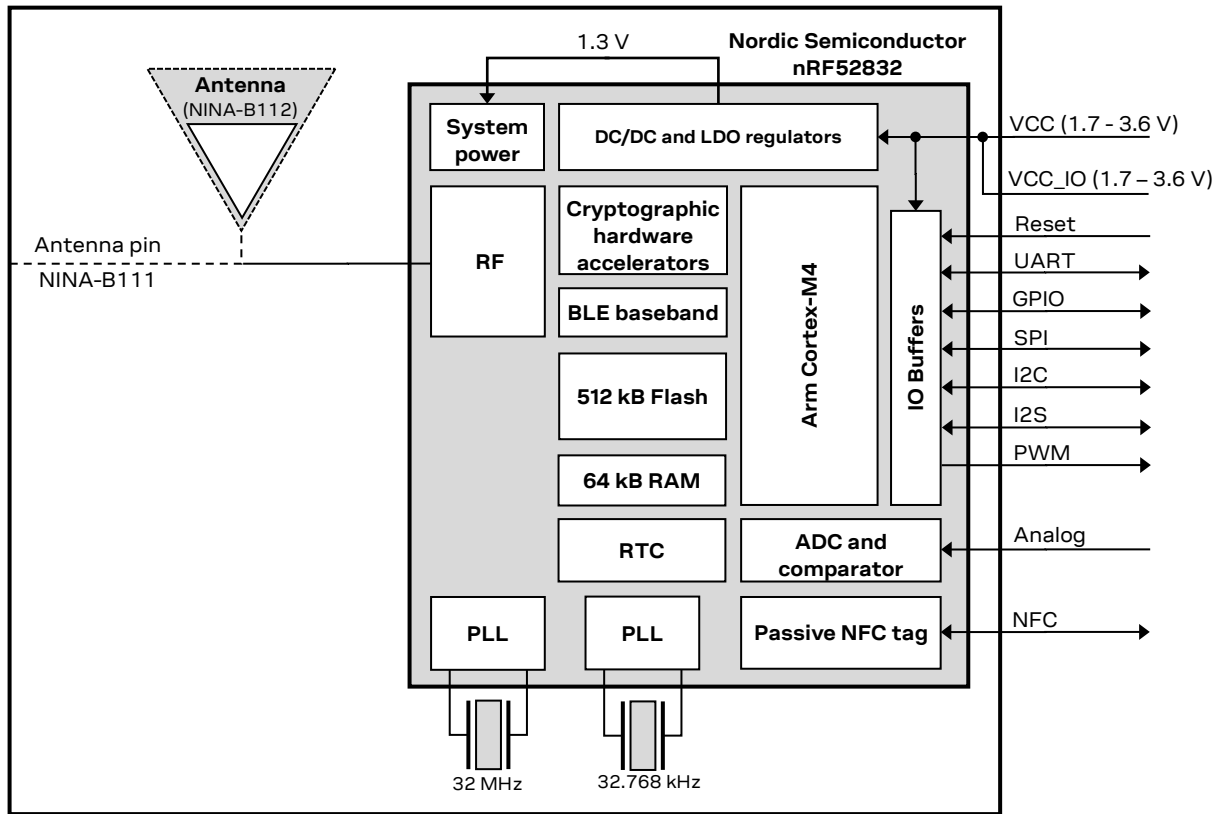 1.3 V
Nordic Semiconductor
nRF52832
Antenna
(NINA-B112)
System
power
DC/DC and LDO regulators
VCC (1.7 - 3.6 V)
VCC_IO (1.7 – 3.6 V)
Antenna pin
NINA-B111
RF
Cryptographic
hardware
accelerators
BLE baseband
512 kB Flash
64 kB RAM
RTC
Arm Cortex-M4
IO Buffers
Reset
UART
GPIO
SPI
I2C
I2S
PWM
ADC and
comparator
Analog
PLL
PLL
Passive NFC tag
NFC
32 MHz
32.768 kHz